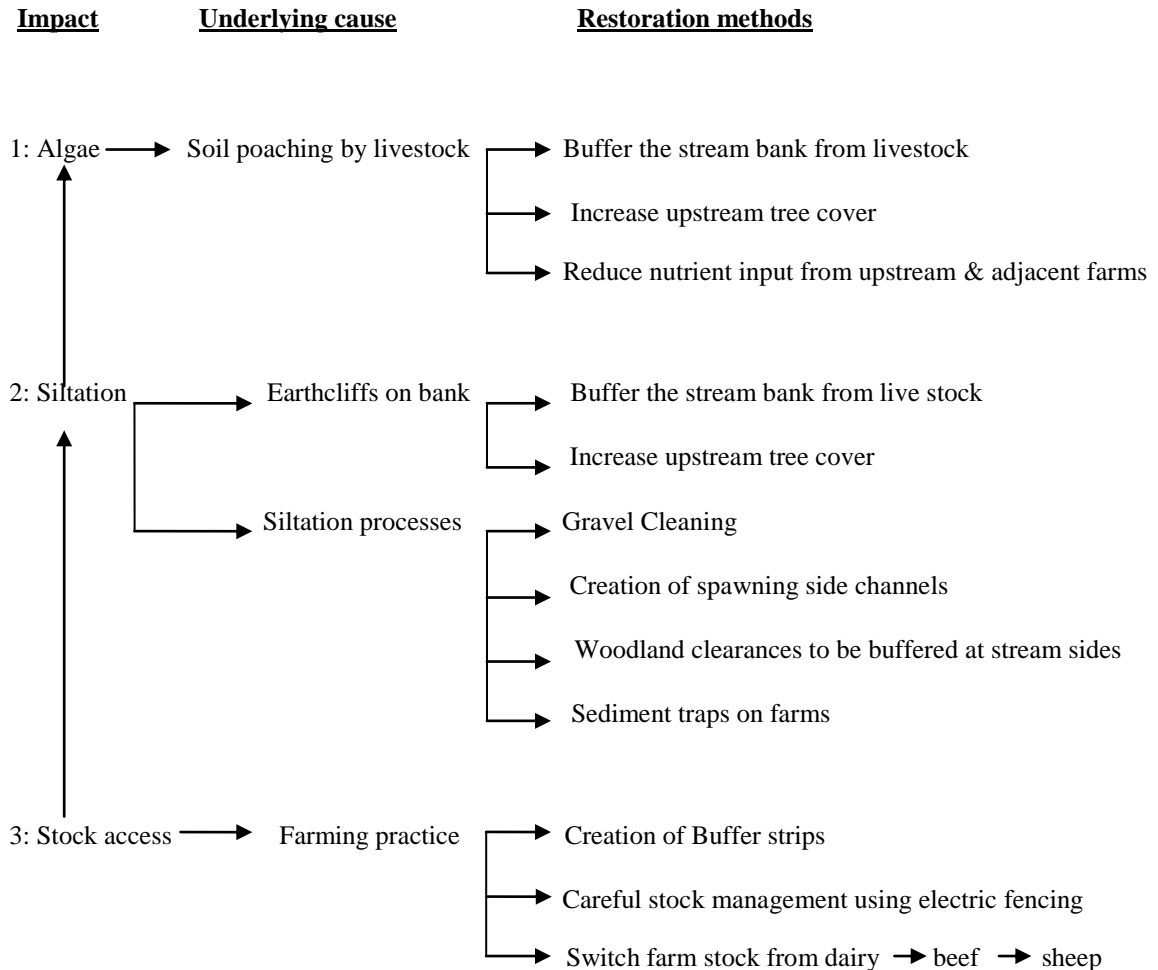 Impact Underlying cause Restoration methods
1: Algae Soil poaching by livestock Buffer the stream bank from livestock
Increase upstream tree cover
Reduce nutrient input from upstream & adjacent farms
2: Siltation Earthcliffs on bank Buffer the stream bank from live stock
Increase upstream tree cover
Siltation processes Gravel Cleaning
Creation of spawning side channels
Woodland clearances to be buffered at stream sides
Sediment traps on farms
3: Stock access Farming practice Creation of Buffer strips
Careful stock management using electric fencing
Switch farm stock from dairy beef sheep